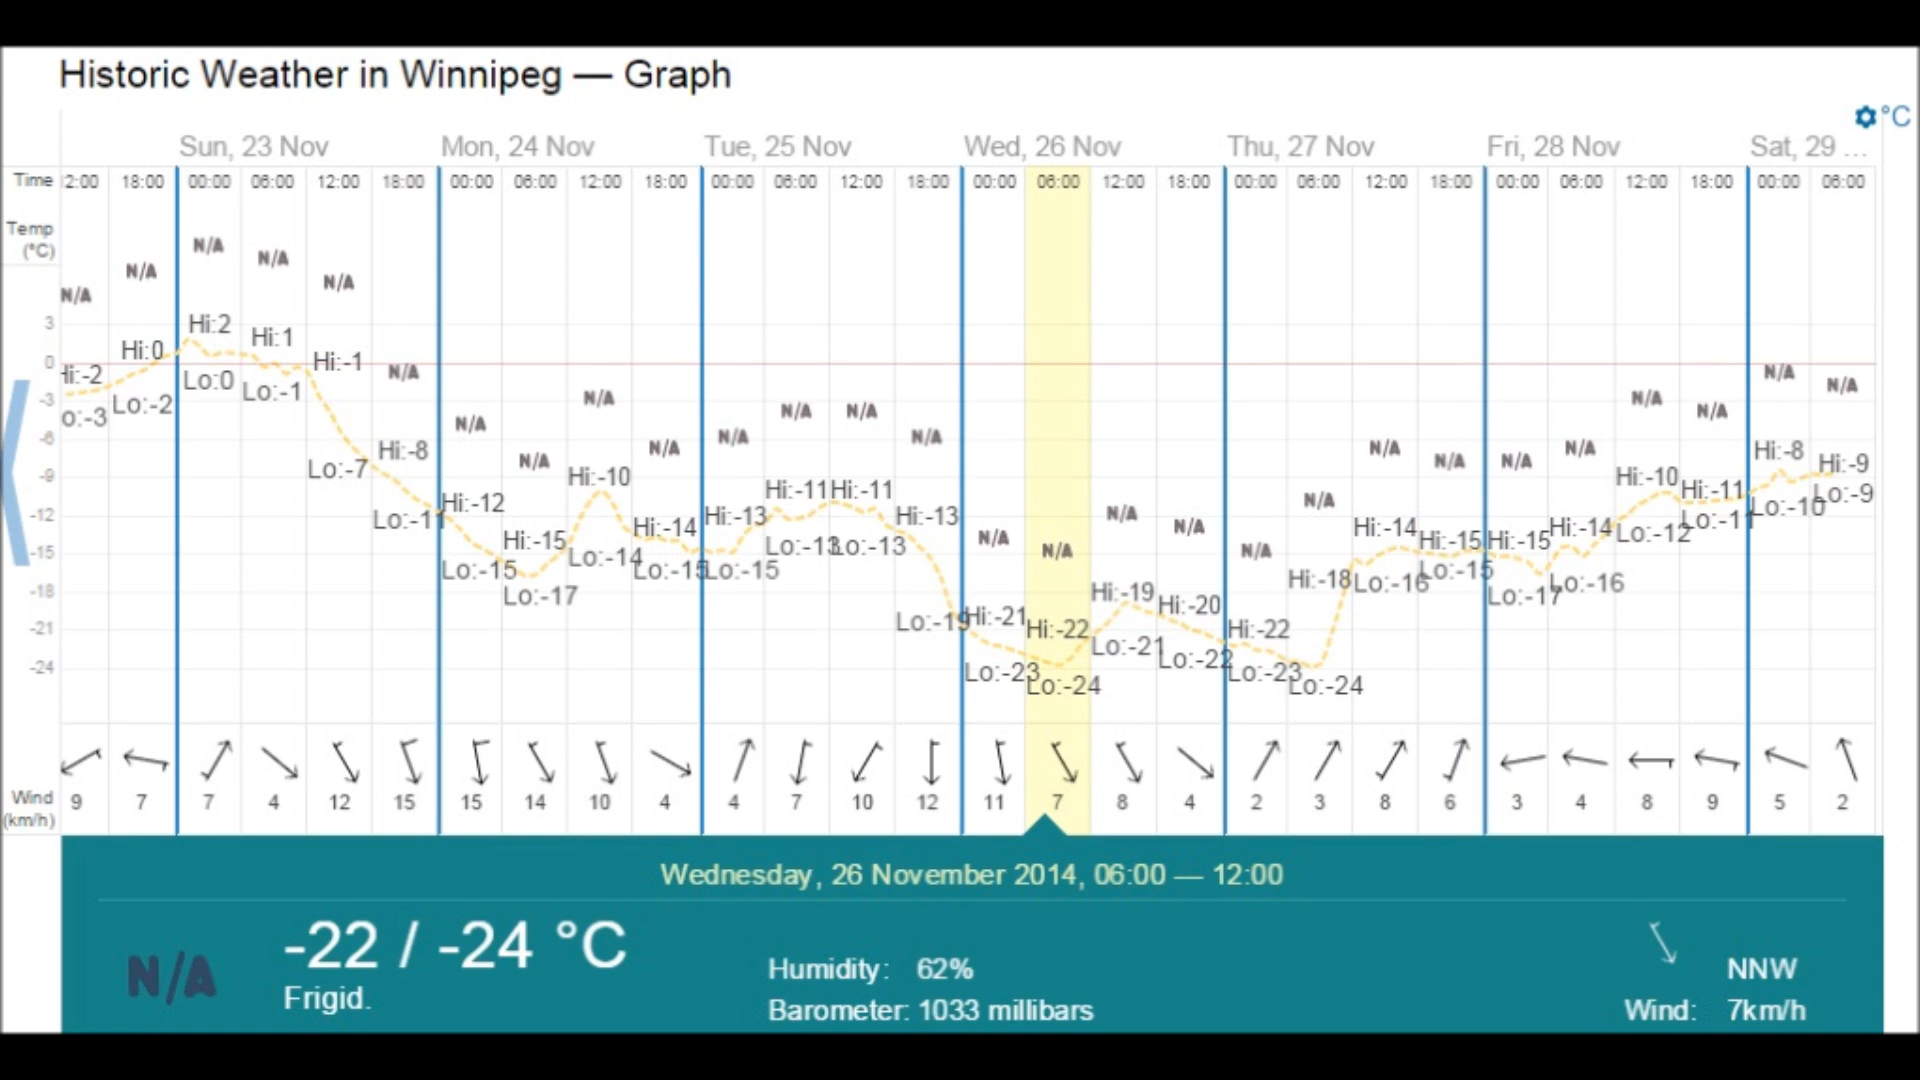 Historic Weather in Winnipeg — Graph
°C
Sun, 23 Nov Mon, 24 Nov Tue, 25 Nov Wed, 26 Nov Thu, 27 Nov Fri, 28 Nov Sat, 29 ...
Time 2:00 18:00 00:00 06:00 12:00 18:00 00:00 06:00 12:00 18:00 00:00 06:00 12:00 18:00 00:00 06:00 12:00 18:00 00:00 06:00 12:00 18:00 00:00 06:00 12:00 18:00 00:00 06:00
Temp
(°C)
N/A N/A N/A N/A N/A N/A N/A N/A N/A N/A N/A N/A N/A N/A N/A N/A N/A N/A N/A N/A N/A N/A N/A N/A N/A N/A N/A N/A
3
0
-3
-6
-9
-12
-15
-18
-21
-24
Hi:-2 Hi:0 Hi:2 Hi:1 Hi:-1 Hi:-8 Hi:-12 Hi:-15 Hi:-10 Hi:-14 Hi:-13 Hi:-11 Hi:-11 Hi:-13 Hi:-21 Hi:-22 Hi:-19 Hi:-20 Hi:-22 Hi:-18 Hi:-14 Hi:-15 Hi:-15 Hi:-14 Hi:-10 Hi:-11 Hi:-8 Hi:-9
o:-3 Lo:-2 Lo:0 Lo:-1 Lo:-7 Lo:-11 Lo:-15 Lo:-17 Lo:-14 Lo:-15 Lo:-15 Lo:-13 Lo:-13 Lo:-19 Lo:-23 Lo:-24 Lo:-21 Lo:-22 Lo:-23 Lo:-24 Lo:-16 Lo:-15 Lo:-17 Lo:-16 Lo:-12 Lo:-11 Lo:-10 Lo:-9
Wind
(km/h)
9 7 7 4 12 15 15 14 10 4 4 7 10 12 11 7 8 4 2 3 8 6 3 4 8 9 5 2
Wednesday, 26 November 2014, 06:00 — 12:00
N/A
-22 / -24 °C
Frigid.
Humidity: 62%
Barometer: 1033 millibars
NNW
Wind: 7km/h